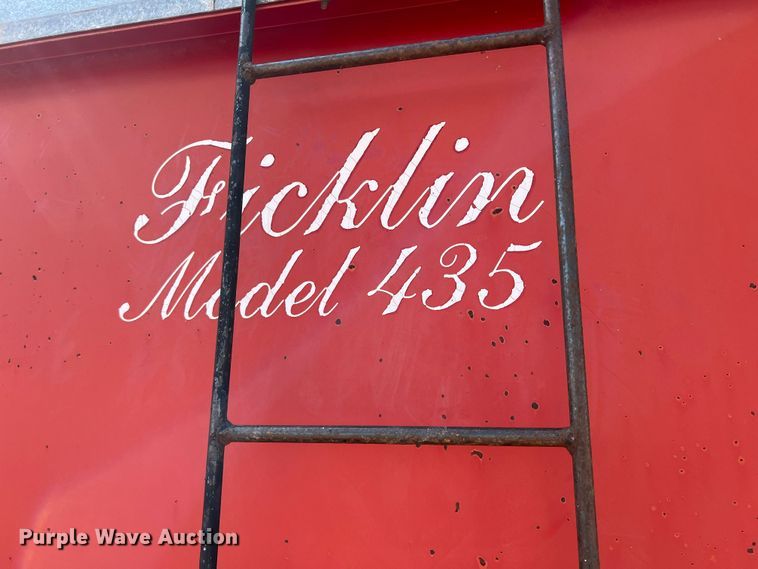 Ficklin
Model 435
Purple Wave Auction